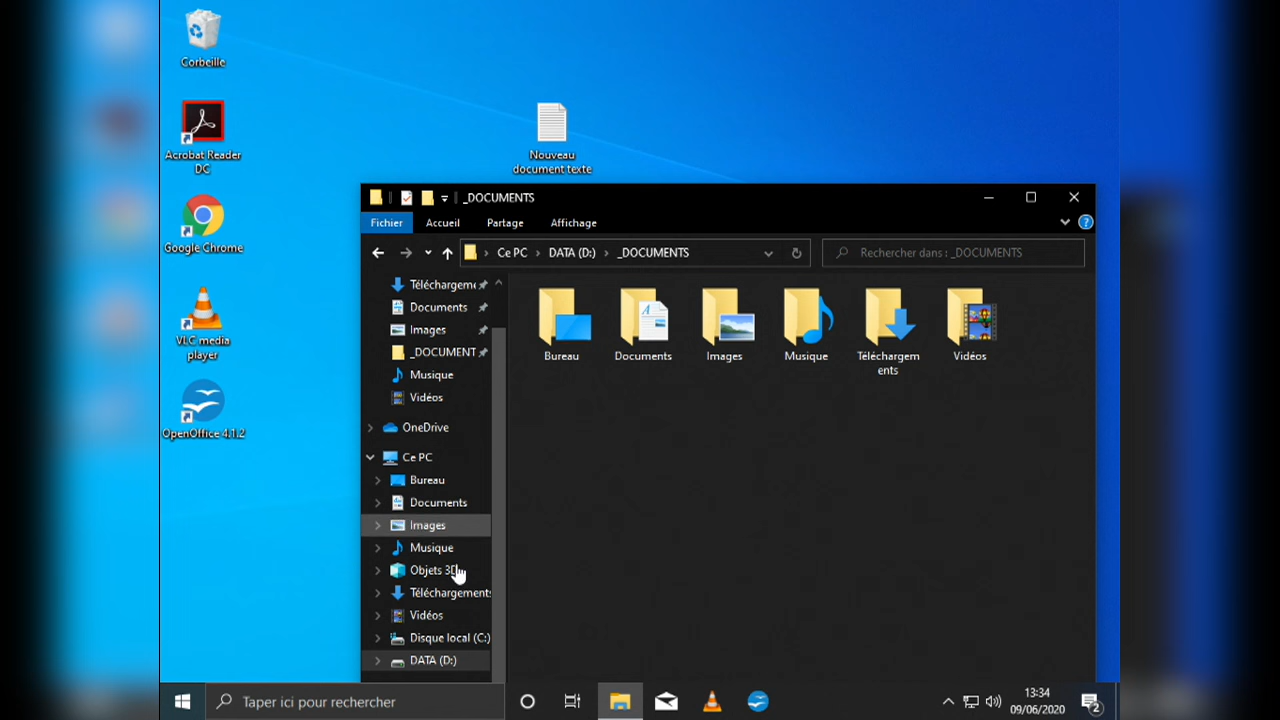 Corbeille
Acrobat Reader
DC
Google Chrome
VLC media
player
OpenOffice 4.1.2
Nouveau
document texte
_DOCUMENTS
Fichier
Accueil
Partage
Affichage
Ce PC
DATA (D:)
_DOCUMENTS
Rechercher dans : _DOCUMENTS
Téléchargeme
Documents
Images
_DOCUMENT
Musique
Vidéos
OneDrive
Ce PC
Bureau
Documents
Images
Musique
Objets 3D
Téléchargements
Vidéos
Disque local (C:)
DATA (D:)
Bureau
Documents
Images
Musique
Téléchargem
ents
Vidéos
Taper ici pour rechercher
13:34
09/06/2020
2